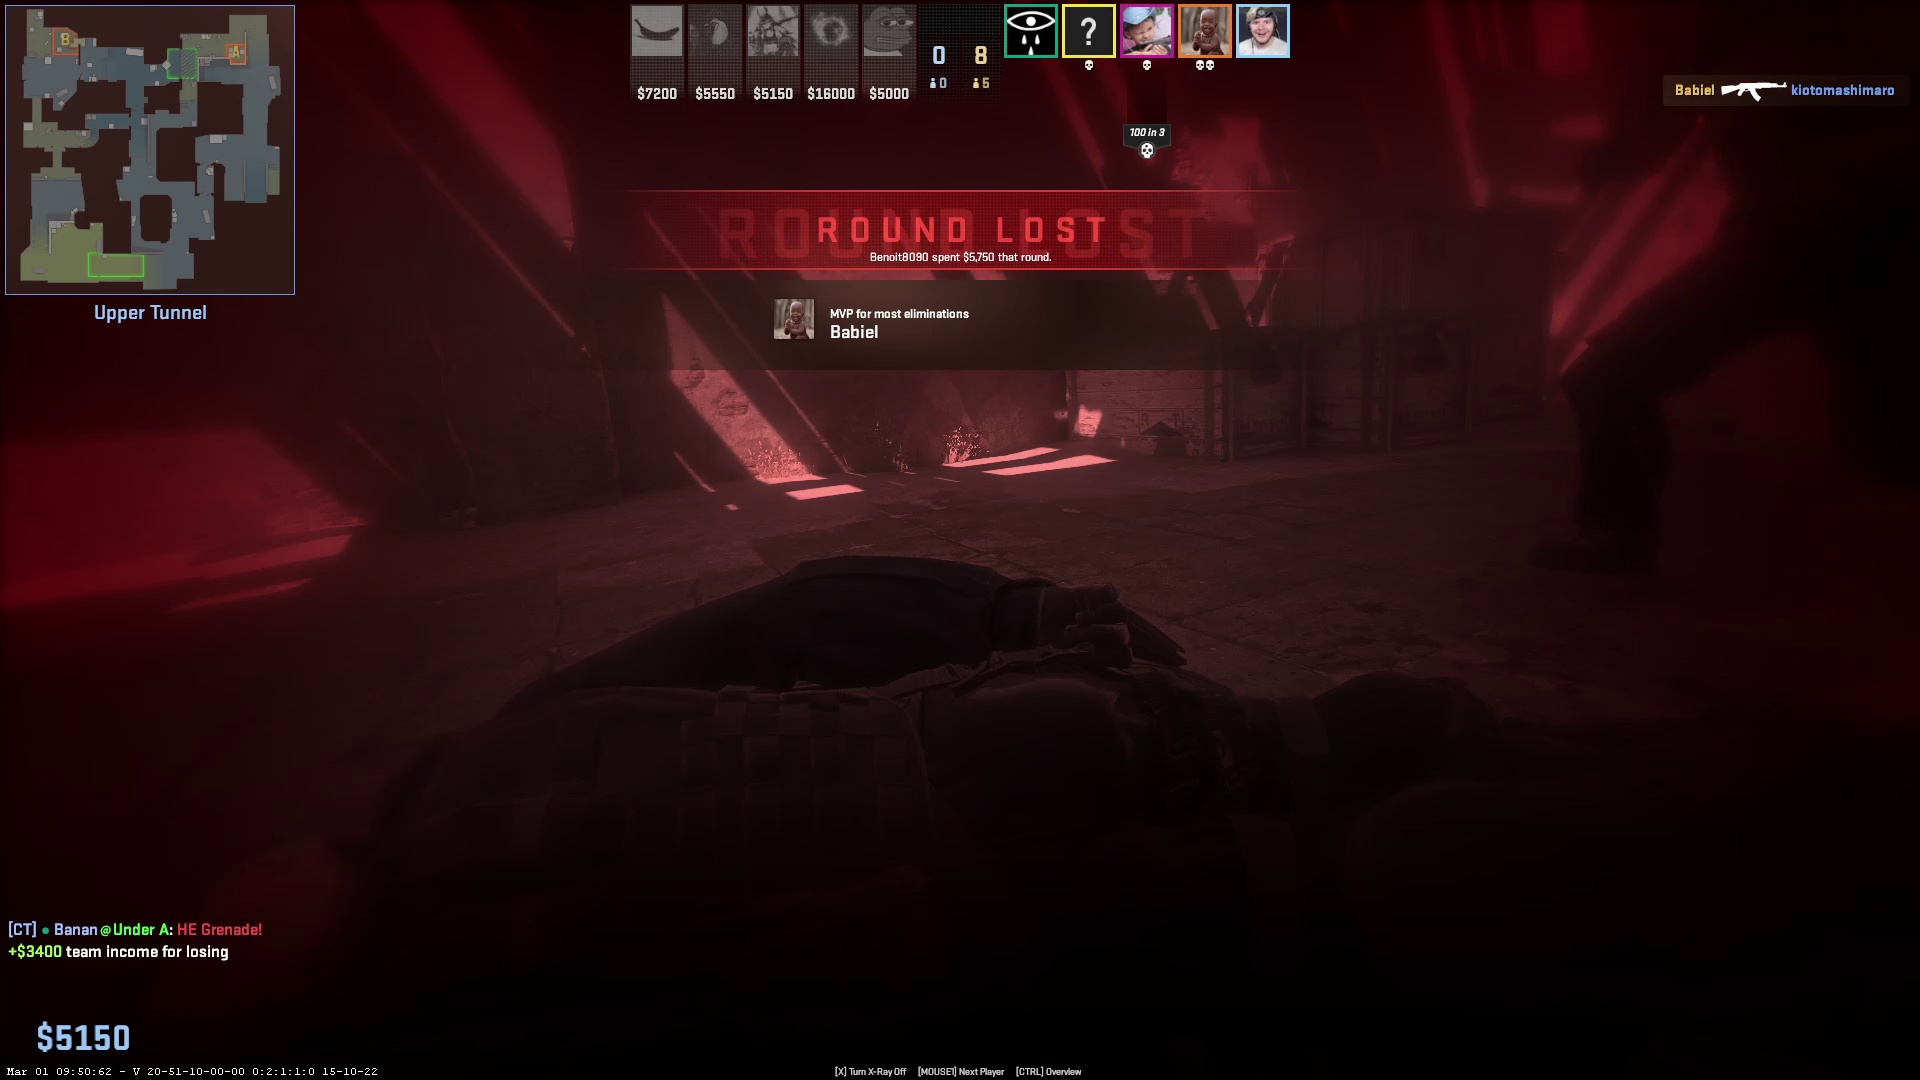 B
A
Upper Tunnel
$7200
$5550
$5150
$16000
$5000
0
8
0
5
?
100 in 3
Babiel kiotomashimaro
ROUND LOST
ROUND LOST
Benoit8090 spent $5,750 that round.
MVP for most eliminations
Babiel
[CT] ● Banan@Under A: HE Grenade!
+$3400 team income for losing
$5150
Mar 01 09:50:62 - V 20-51-10-00-00 0:2:1:1:0 15-10-22
[X] Turn X-Ray Off [MOUSE1] Next Player [CTRL] Overview